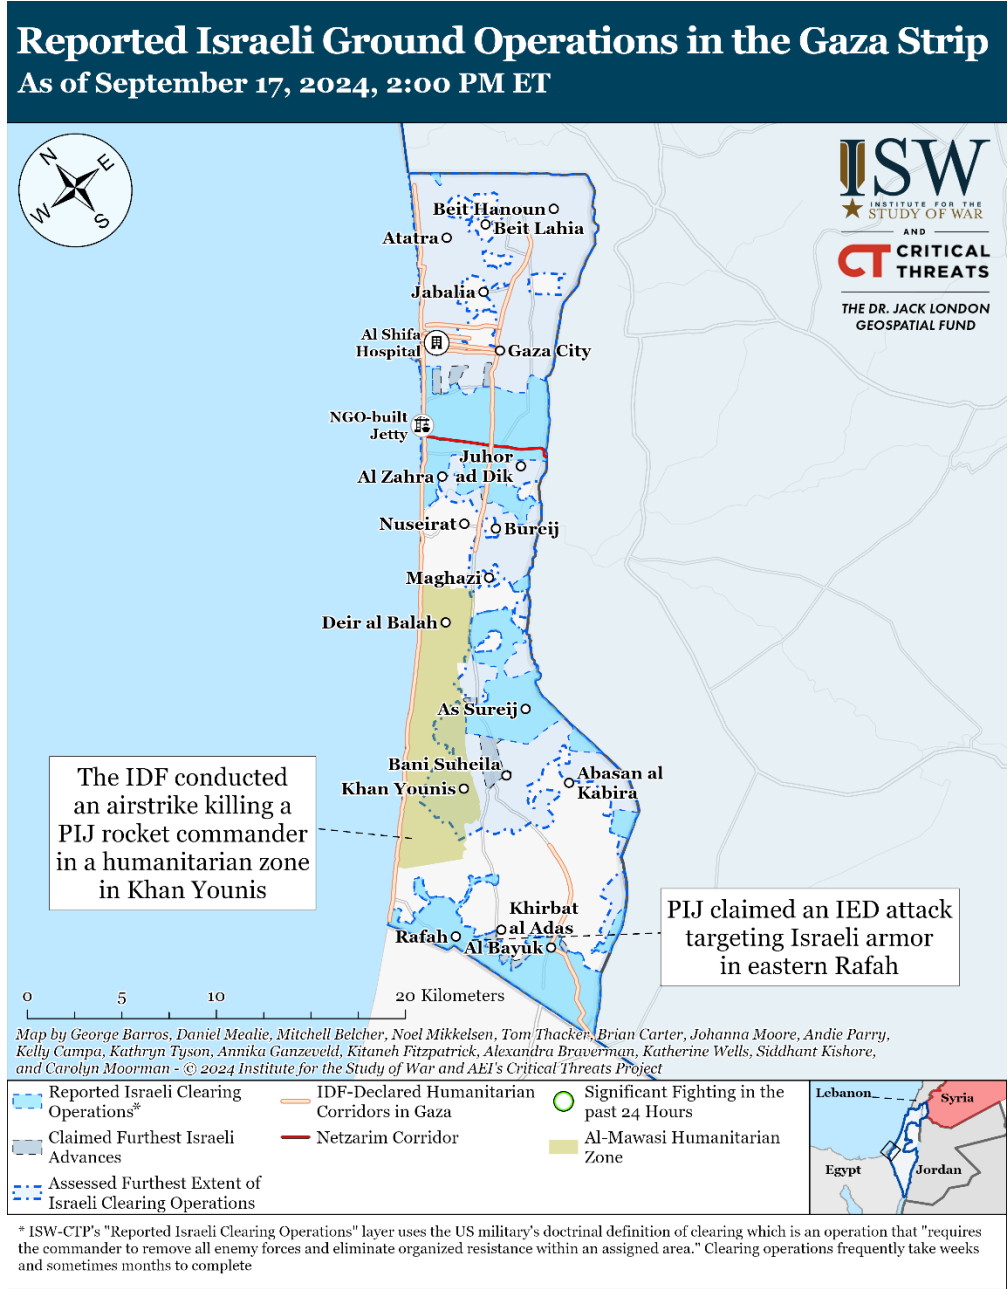 Reported Israeli Ground Operations in the Gaza Strip
As of September 17, 2024, 2:00 PM ET
N
E
W
S
ISW
INSTITUTE FOR THE
STUDY OF WAR
AND
CT CRITICAL
THREATS
THE DR. JACK LONDON
GEOSPATIAL FUND
Beit Hanoun
Beit Lahia
Atatra
Jabalia
Al Shifa
Hospital
Gaza City
NGO-built
Jetty
Juhor
ad Dik
Al Zahra
Nuseirat
Bureij
Maghazi
Deir al Balah
As Sureij
Bani Suheila
Abasan al
Kabira
Khan Younis
The IDF conducted
an airstrike killing a
PIJ rocket commander
in a humanitarian zone
in Khan Younis
Khirbat
al Adas
Rafah
Al Bayuk
PIJ claimed an IED attack
targeting Israeli armor
in eastern Rafah
0 5 10 20 Kilometers
Map by George Barros, Daniel Mealie, Mitchell Belcher, Noel Mikkelsen, Tom Thacker, Brian Carter, Johanna Moore, Andie Parry,
Kelly Campa, Kathryn Tyson, Annika Ganzeveld, Kitaneh Fitzpatrick, Alexandra Braverman, Katherine Wells, Siddhant Kishore,
and Carolyn Moorman - © 2024 Institute for the Study of War and AEI's Critical Threats Project
Reported Israeli Clearing
Operations*
Claimed Furthest Israeli
Advances
Assessed Furthest Extent of
Israeli Clearing Operations
IDF-Declared Humanitarian
Corridors in Gaza
Netzarim Corridor
Significant Fighting in the
past 24 Hours
Al-Mawasi Humanitarian
Zone
Lebanon
Syria
Egypt
Jordan
* ISW-CTP's "Reported Israeli Clearing Operations" layer uses the US military's doctrinal definition of clearing which is an operation that "requires
the commander to remove all enemy forces and eliminate organized resistance within an assigned area." Clearing operations frequently take weeks
and sometimes months to complete